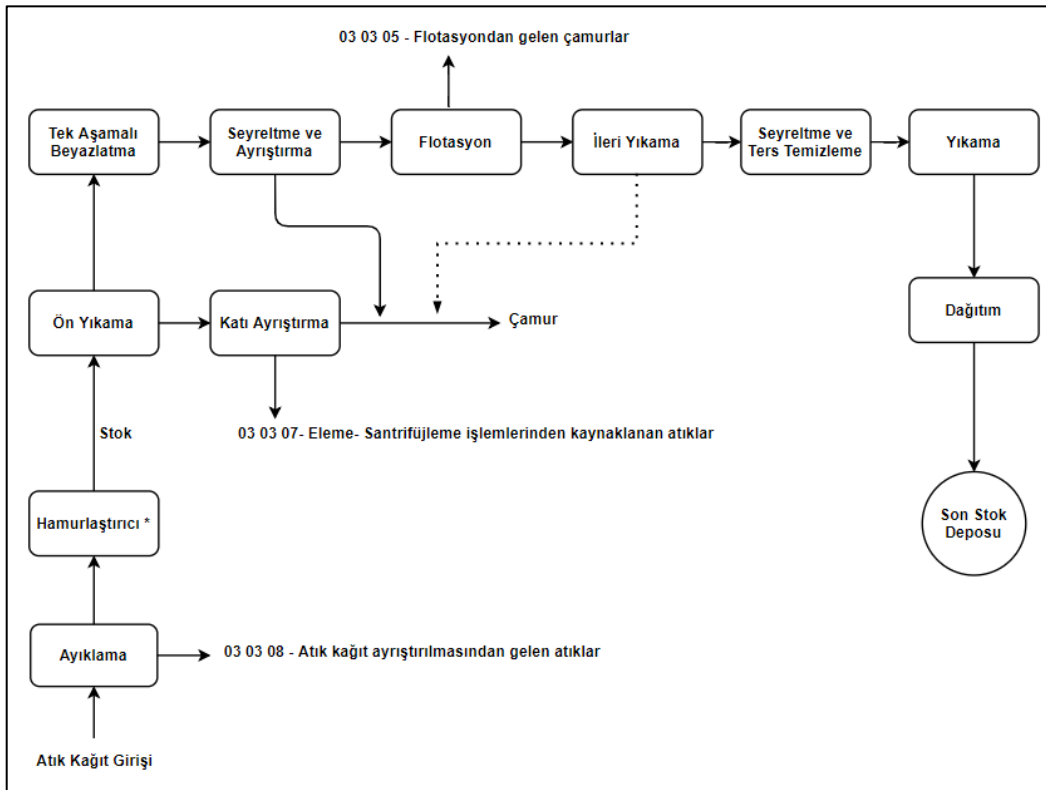 03 03 05 - Flotasyondan gelen çamurlar
Tek Aşamalı
Beyazlatma
Seyreltme ve
Ayrıştırma
Flotasyon
İleri Yıkama
Seyreltme ve
Ters Temizleme
Yıkama
Ön Yıkama
Katı Ayrıştırma
Çamur
Dağıtım
03 03 07- Eleme- Santrifüjleme işlemlerinden kaynaklanan atıklar
Stok
Hamurlaştırıcı *
Son Stok
Deposu
Ayıklama
03 03 08 - Atık kağıt ayrıştırılmasından gelen atıklar
Atık Kağıt Girişi